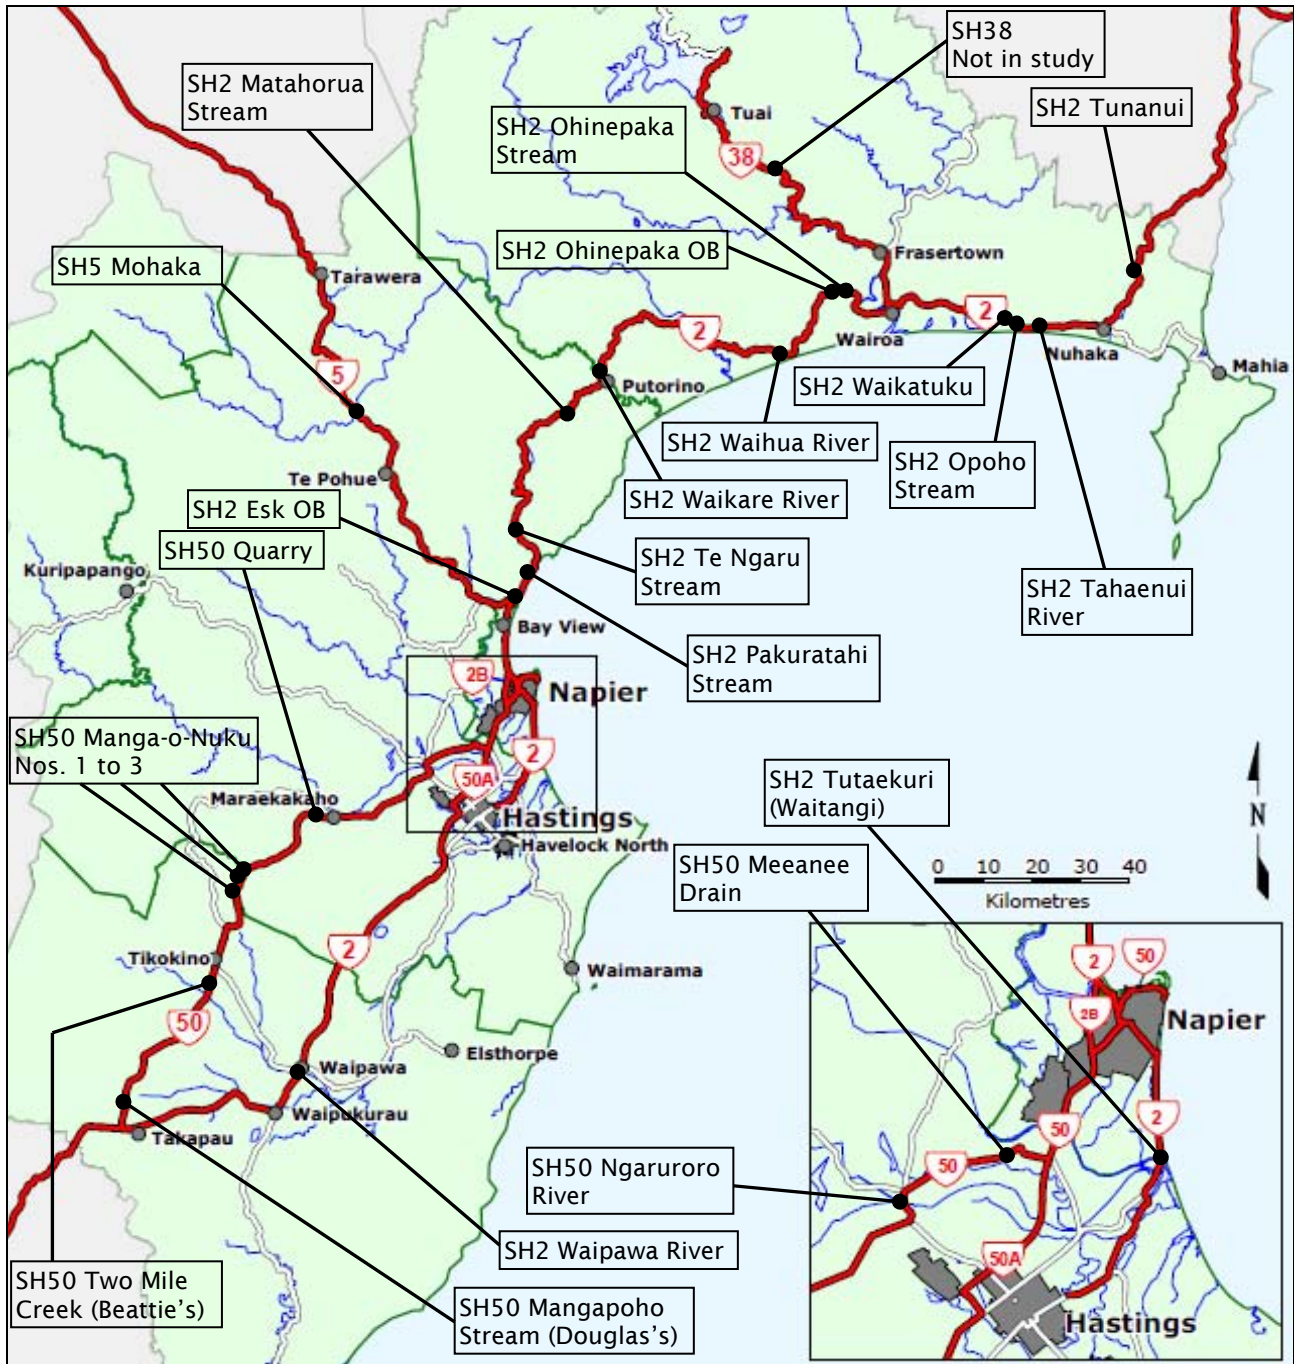 SH38
Not in study
SH2 Matahorua
Stream
SH2 Ohinepaka
Stream
SH2 Tunanui
Tuai
38
SH2 Ohinepaka OB
Frasertown
SH5 Mohaka
Tarawera
2
2
Wairoa
Nuhaka
Mahia
5
Putorino
SH2 Waikatuku
SH2 Waihua River
SH2 Opoho
Stream
Te Pohue
SH2 Waikare River
SH2 Esk OB
SH50 Quarry
SH2 Te Ngaru
Stream
SH2 Tahaenui
River
Kuripapango
Bay View
SH2 Pakuratahi
Stream
2B
Napier
SH50 Manga-o-Nuku
Nos. 1 to 3
2
50A
SH2 Tutaekuri
(Waitangi)
Maraekakaho
Hastings
Havelock North
N
SH50 Meeanee
Drain
0 10 20 30 40
Kilometres
2
Tikokino
Waimarama
50
Elsthorpe
Waipawa
Waipukurau
Takapau
2
50
2B
Napier
2
50
50
SH50 Ngaruroro
River
SH2 Waipawa River
50A
Hastings
SH50 Two Mile
Creek (Beattie's)
SH50 Mangapoho
Stream (Douglas's)